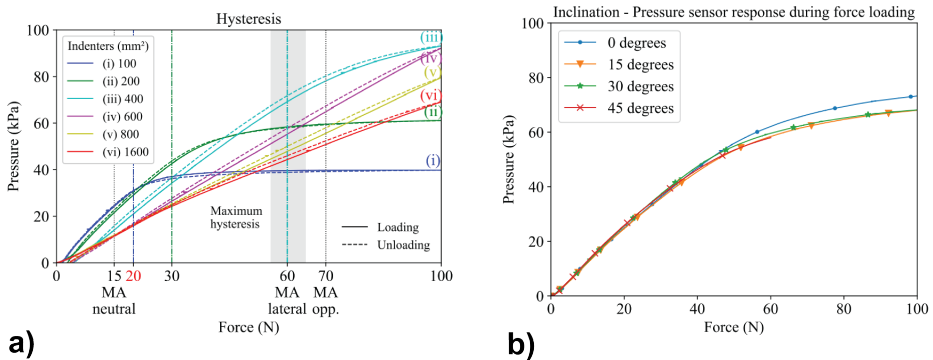 Hysteresis
100
80
60
40
20
0
Pressure (kPa)
Indenters (mm²)
(i) 100
(ii) 200
(iii) 400
(iv) 600
(v) 800
(vi) 1600
(iii)
(iv)
(v)
(vi)
(ii)
(i)
Maximum
hysteresis
Loading
Unloading
0 15 20 30 60 70 100
MA MA MA
neutral lateral opp.
Force (N)
a)
Inclination - Pressure sensor response during force loading
100
80
60
40
20
0
Pressure (kPa)
0 degrees
15 degrees
30 degrees
45 degrees
0 20 40 60 80 100
Force (N)
b)